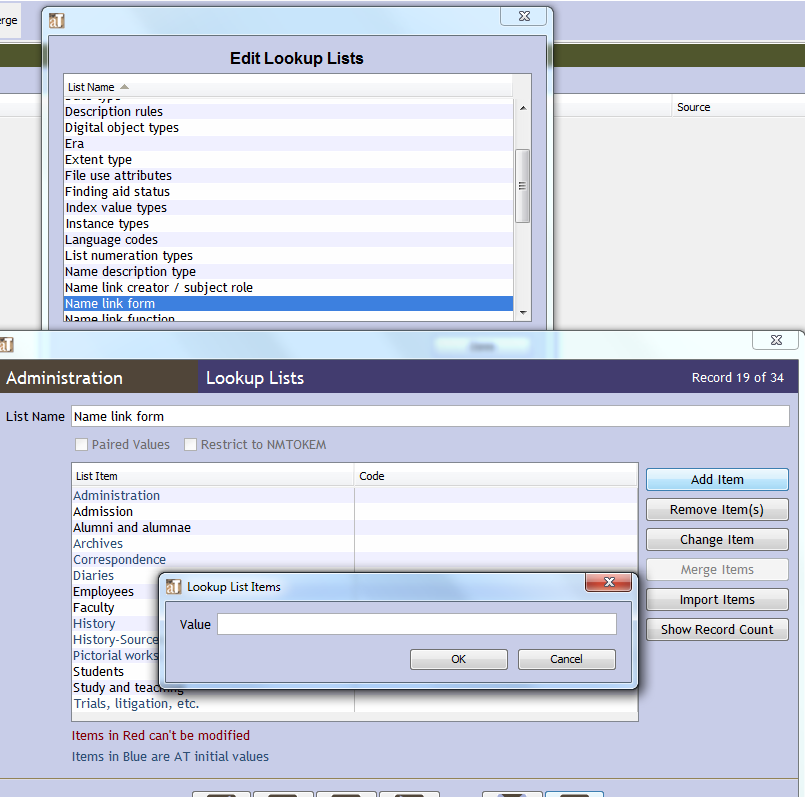 erge
Edit Lookup Lists
List Name
Description rules
Digital object types
Era
Extent type
File use attributes
Finding aid status
Index value types
Instance types
Language codes
List numeration types
Name description type
Name link creator / subject role
Name link form
Name link function
Source
Administration
Lookup Lists
Record 19 of 34
List Name Name link form
Paired Values Restrict to NMTOKEM
List Item Code
Administration
Admission
Alumni and alumnae
Archives
Correspondence
Diaries
Employees
Faculty
History
History-Source
Pictorial works
Students
Study and teaching
Trials, litigation, etc.
Add Item
Remove Item(s)
Change Item
Merge Items
Import Items
Show Record Count
Lookup List Items
Value
OK Cancel
Items in Red can't be modified
Items in Blue are AT initial values